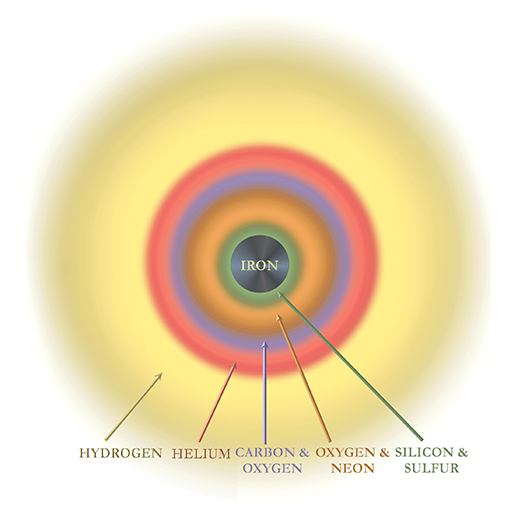 IRON
HYDROGEN
HELIUM
CARBON &
OXYGEN
OXYGEN &
NEON
SILICON &
SULFUR